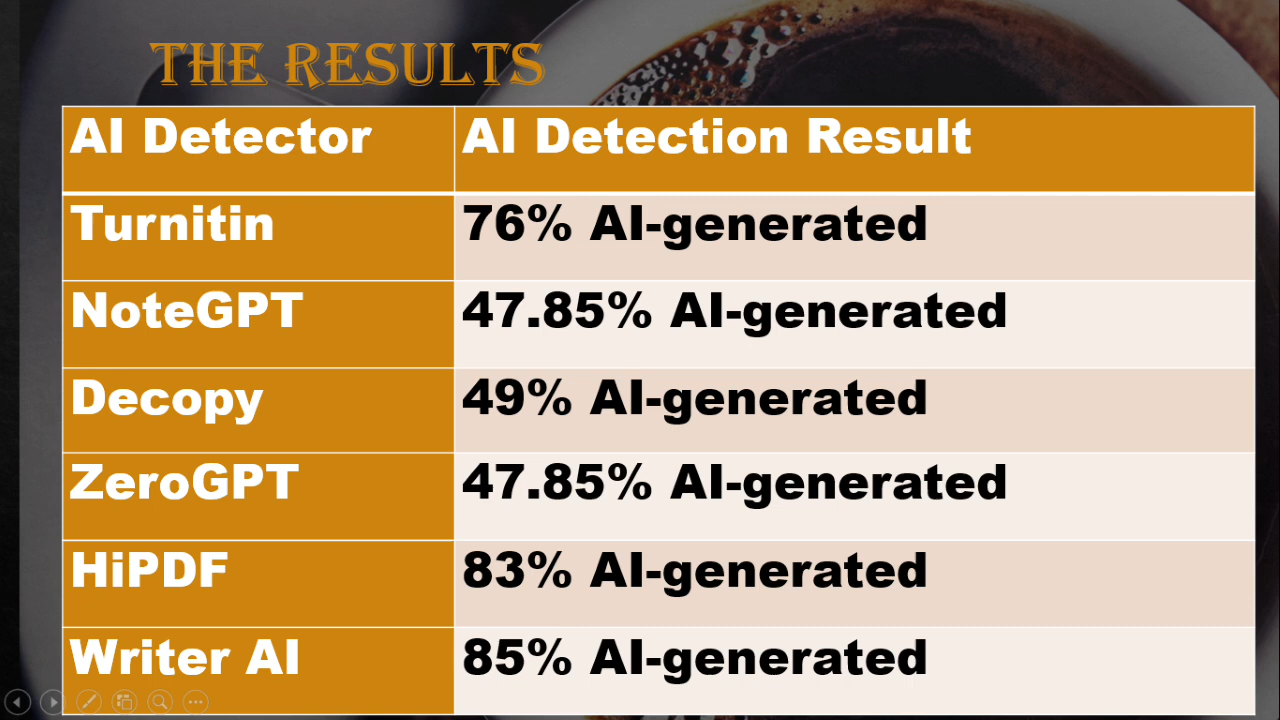 THE RESULTS
AI Detector AI Detection Result
Turnitin 76% AI-generated
NoteGPT 47.85% AI-generated
Decopy 49% AI-generated
ZeroGPT 47.85% AI-generated
HiPDF 83% AI-generated
Writer AI 85% AI-generated